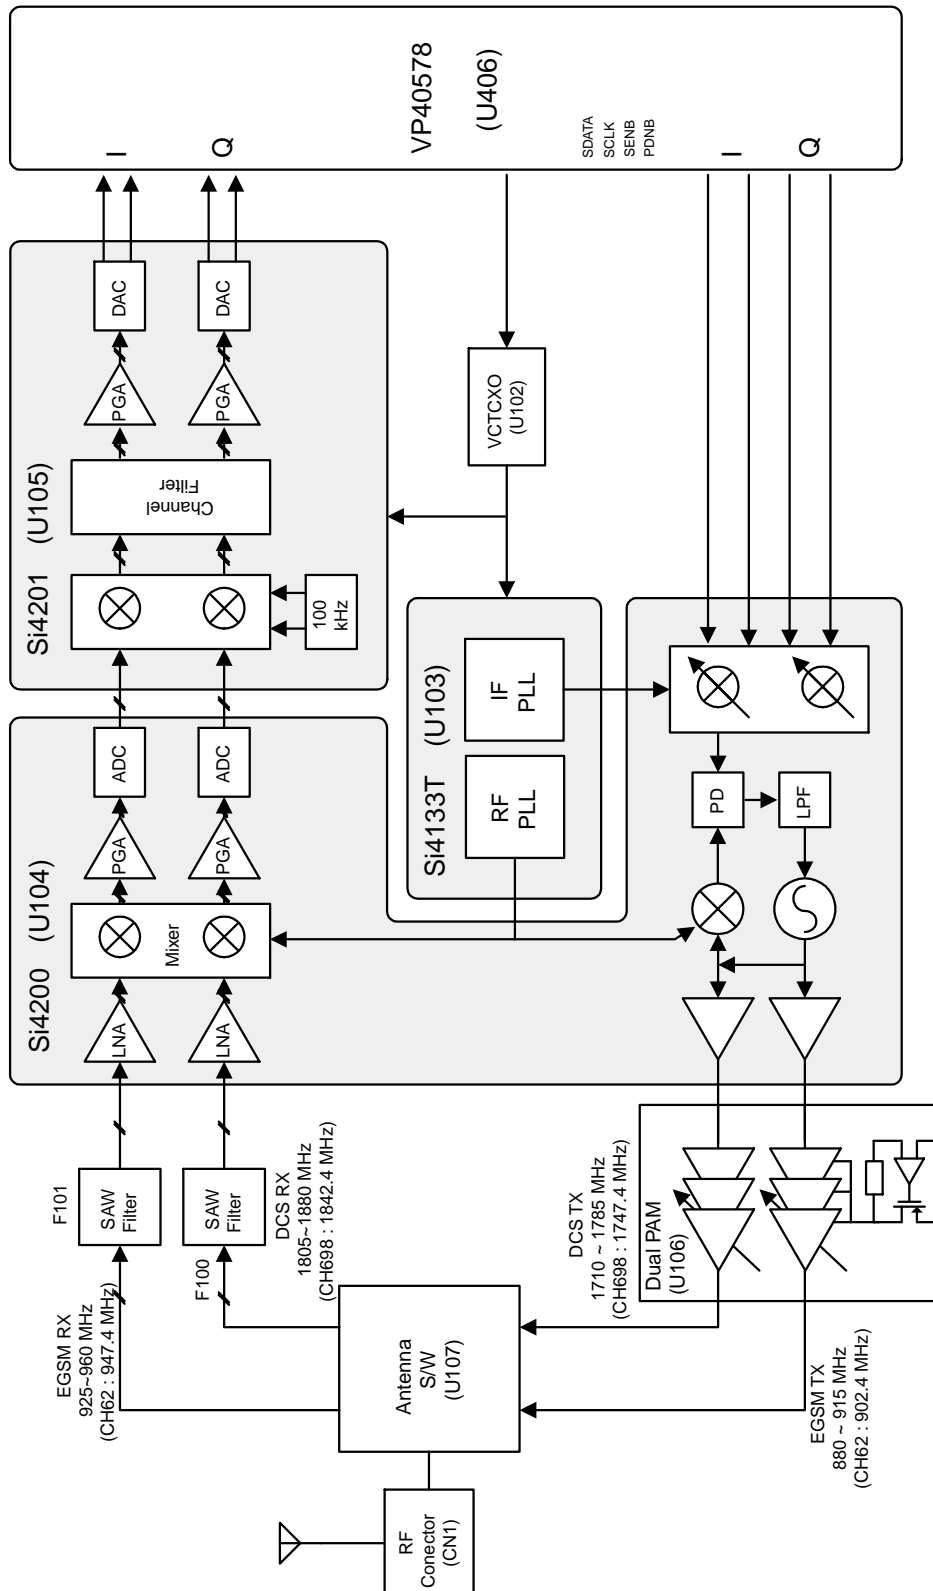 RF
Conector
(CN1)
Antenna
S/W
(U107)
EGSM RX
925~960 MHz
(CH62 : 947.4 MHz)
F101
SAW
Filter
F100
SAW
Filter
DCS RX
1805~1880 MHz
(CH698 : 1842.4 MHz)
DCS TX
1710 ~ 1785 MHz
(CH698 : 1747.4 MHz)
EGSM TX
880 ~ 915 MHz
(CH62 : 902.4 MHz)
Dual PAM
(U106)
Si4200 (U104)
LNA
LNA
Mixer
PGA
PGA
ADC
ADC
Si4133T (U103)
RF
PLL
IF
PLL
PD
LPF
Si4201 (U105)
100
kHz
Channel
Filter
PGA
PGA
DAC
DAC
VCTCXO
(U102)
I
Q
VP40578
(U406)
SDATA
SCLK
SENB
PDNB
I
Q